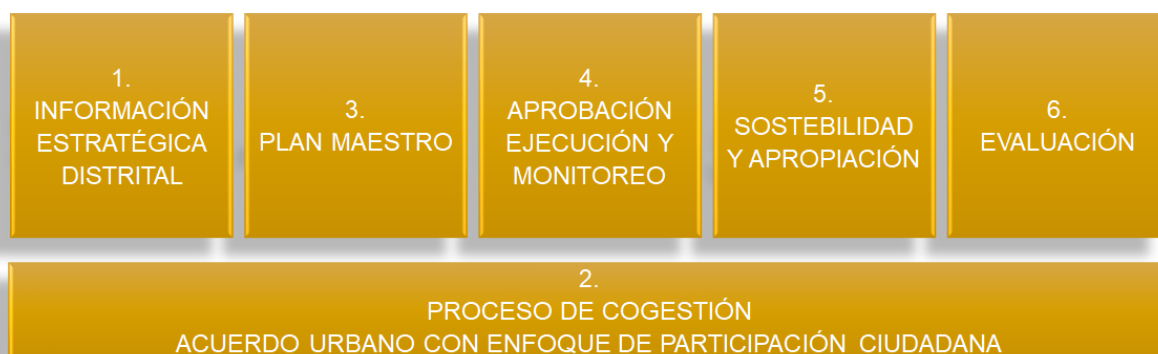 1.
INFORMACIÓN
ESTRATÉGICA
DISTRITAL
3.
PLAN MAESTRO
4.
APROBACIÓN
EJECUCIÓN Y
MONITOREO
5.
SOSTEBILIDAD
Y APROPIACIÓN
6.
EVALUACIÓN
2.
PROCESO DE COGESTIÓN
ACUERDO URBANO CON ENFOQUE DE PARTICIPACIÓN CIUDADANA